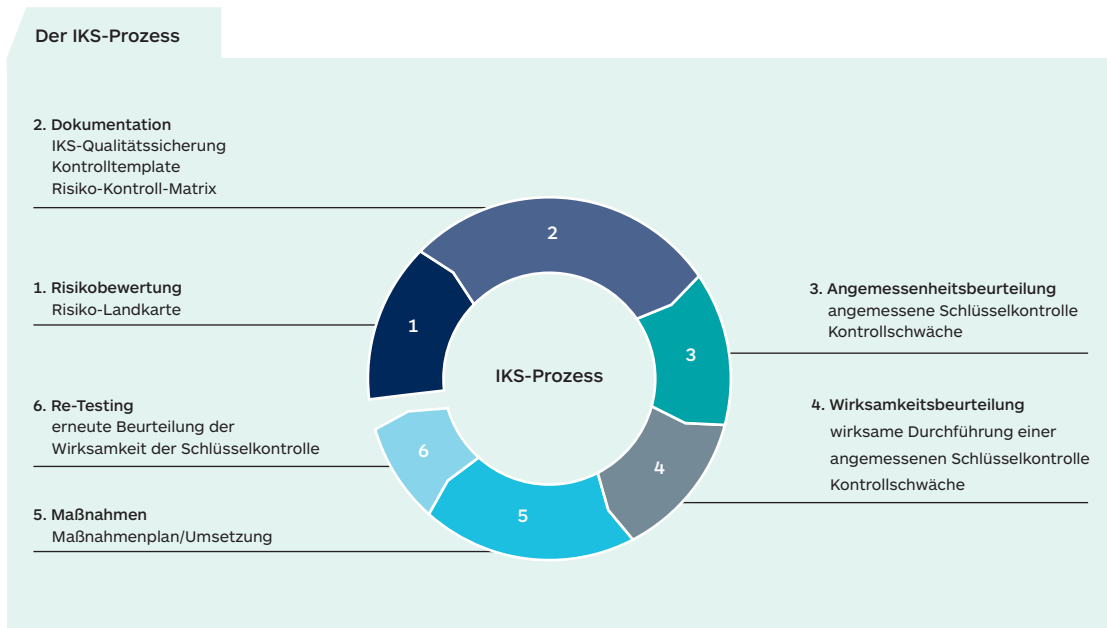 Der IKS-Prozess
2. Dokumentation
IKS-Qualitätssicherung
Kontrolltemplate
Risiko-Kontroll-Matrix
1. Risikobewertung
Risiko-Landkarte
6. Re-Testing
erneute Beurteilung der
Wirksamkeit der Schlüsselkontrolle
5. Maßnahmen
Maßnahmenplan/Umsetzung
2
1
3
IKS-Prozess
6
4
5
3. Angemessenheitsbeurteilung
angemessene Schlüsselkontrolle
Kontrollschwäche
4. Wirksamkeitsbeurteilung
wirksame Durchführung einer
angemessenen Schlüsselkontrolle
Kontrollschwäche